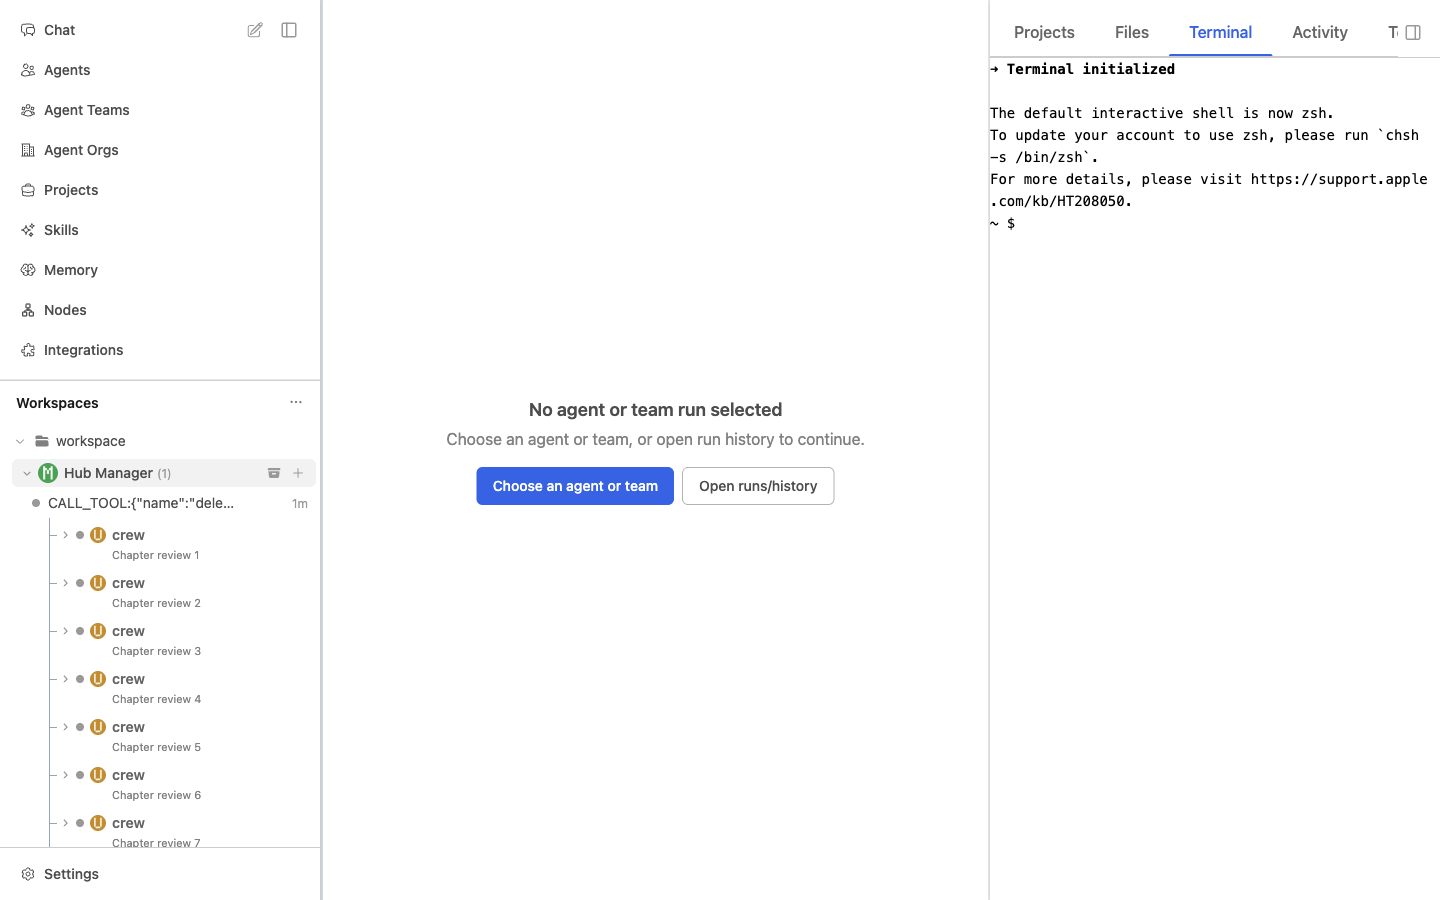 Chat
Agents
Agent Teams
Agent Orgs
Projects
Skills
Memory
Nodes
Integrations
Workspaces
workspace
Hub Manager (1)
CALL_TOOL:{"name":"dele... 1m
crew
Chapter review 1
crew
Chapter review 2
crew
Chapter review 3
crew
Chapter review 4
crew
Chapter review 5
crew
Chapter review 6
crew
Chapter review 7
Settings
No agent or team run selected
Choose an agent or team, or open run history to continue.
Choose an agent or team
Open runs/history
Projects Files Terminal Activity
→ Terminal initialized
The default interactive shell is now zsh.
To update your account to use zsh, please run `chsh
-s /bin/zsh`.
For more details, please visit https://support.apple
.com/kb/HT208050.
~ $